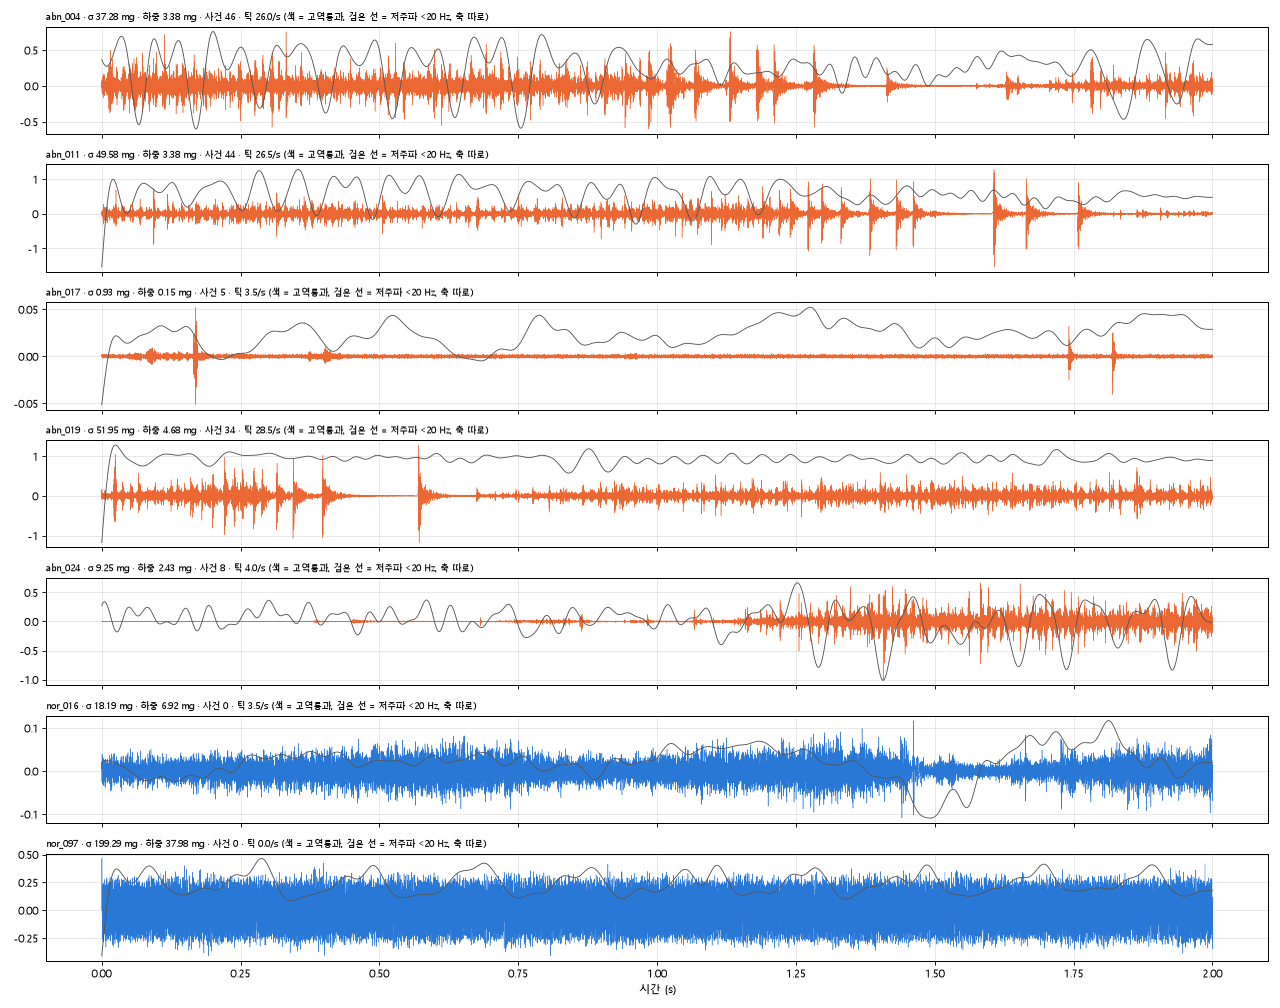 abn_004 · σ 37.28 mg · 하중 3.38 mg · 사건 46 · 틱 26.0/s (색 = 고역통과, 검은 선 = 저주파 <20 Hz, 축 따로)
0.5
0.0
-0.5
abn_011 · σ 49.58 mg · 하중 3.38 mg · 사건 44 · 틱 26.5/s (색 = 고역통과, 검은 선 = 저주파 <20 Hz, 축 따로)
1
0
-1
abn_017 · σ 0.93 mg · 하중 0.15 mg · 사건 5 · 틱 3.5/s (색 = 고역통과, 검은 선 = 저주파 <20 Hz, 축 따로)
0.05
0.00
-0.05
abn_019 · σ 51.95 mg · 하중 4.68 mg · 사건 34 · 틱 28.5/s (색 = 고역통과, 검은 선 = 저주파 <20 Hz, 축 따로)
1
0
-1
abn_024 · σ 9.25 mg · 하중 2.43 mg · 사건 8 · 틱 4.0/s (색 = 고역통과, 검은 선 = 저주파 <20 Hz, 축 따로)
0.5
0.0
-0.5
-1.0
nor_016 · σ 18.19 mg · 하중 6.92 mg · 사건 0 · 틱 3.5/s (색 = 고역통과, 검은 선 = 저주파 <20 Hz, 축 따로)
0.1
0.0
-0.1
nor_097 · σ 199.29 mg · 하중 37.98 mg · 사건 0 · 틱 0.0/s (색 = 고역통과, 검은 선 = 저주파 <20 Hz, 축 따로)
0.50
0.25
0.00
-0.25
0.00 0.25 0.50 0.75 1.00 1.25 1.50 1.75 2.00
시간 (s)